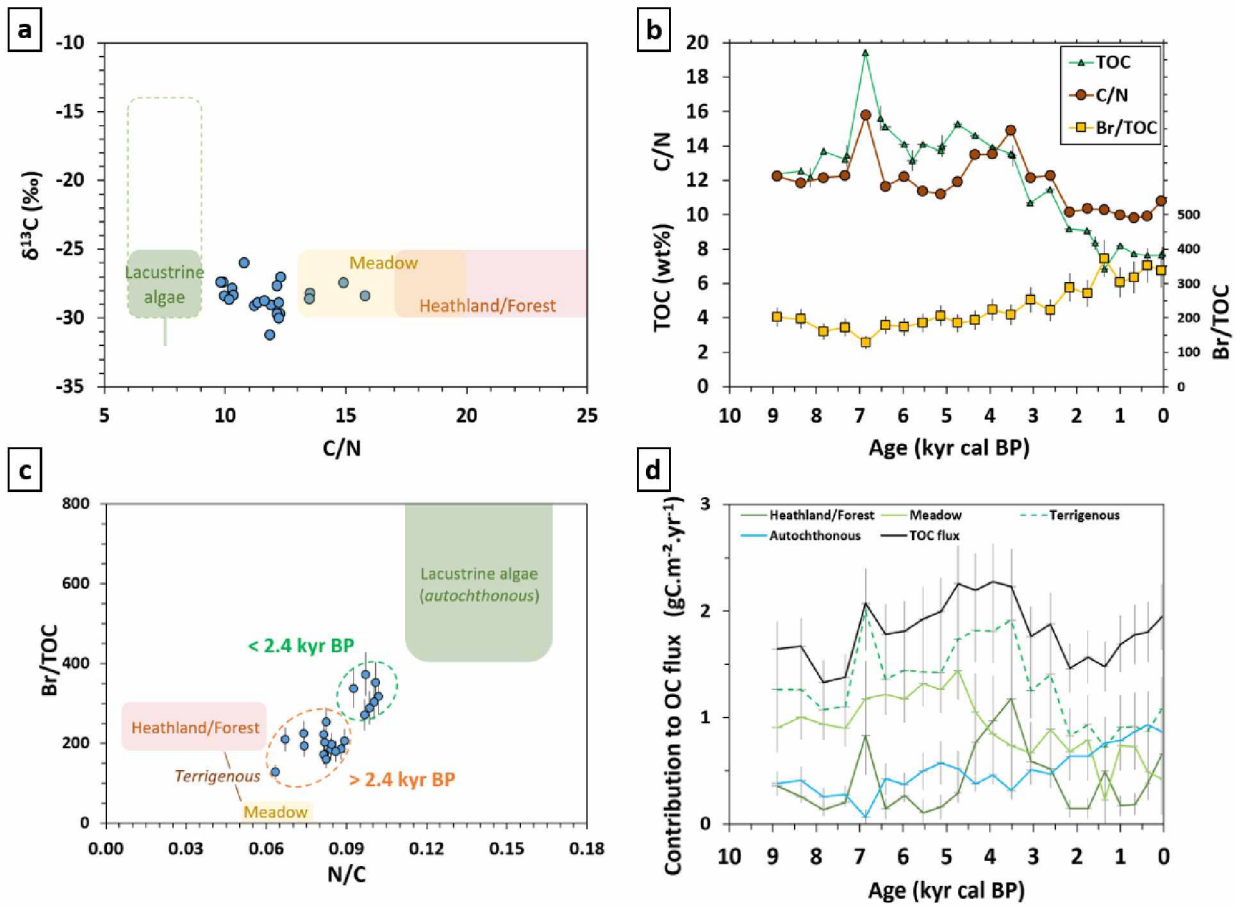 a
-10
-15
-20
-25
-30
-35
δ¹³C (‰)
Lacustrine
algae
Meadow
Heathland/Forest
5
10
15
20
25
C/N
b
20
18
16
14
12
10
8
6
4
2
0
C/N
TOC (wt%)
TOC
C/N
Br/TOC
500
400
300
200
100
0
Br/TOC
10
9
8
7
6
5
4
3
2
1
0
Age (kyr cal BP)
c
800
600
400
200
0
Br/TOC
Lacustrine algae
(autochthonous)
< 2.4 kyr BP
Heathland/Forest
Terrigenous
> 2.4 kyr BP
Meadow
0.00
0.03
0.06
0.09
0.12
0.15
0.18
N/C
d
3
2
1
0
Contribution to OC flux (gC.m⁻².yr⁻¹)
Heathland/Forest
Meadow
Terrigenous
Autochthonous
TOC flux
10
9
8
7
6
5
4
3
2
1
0
Age (kyr cal BP)